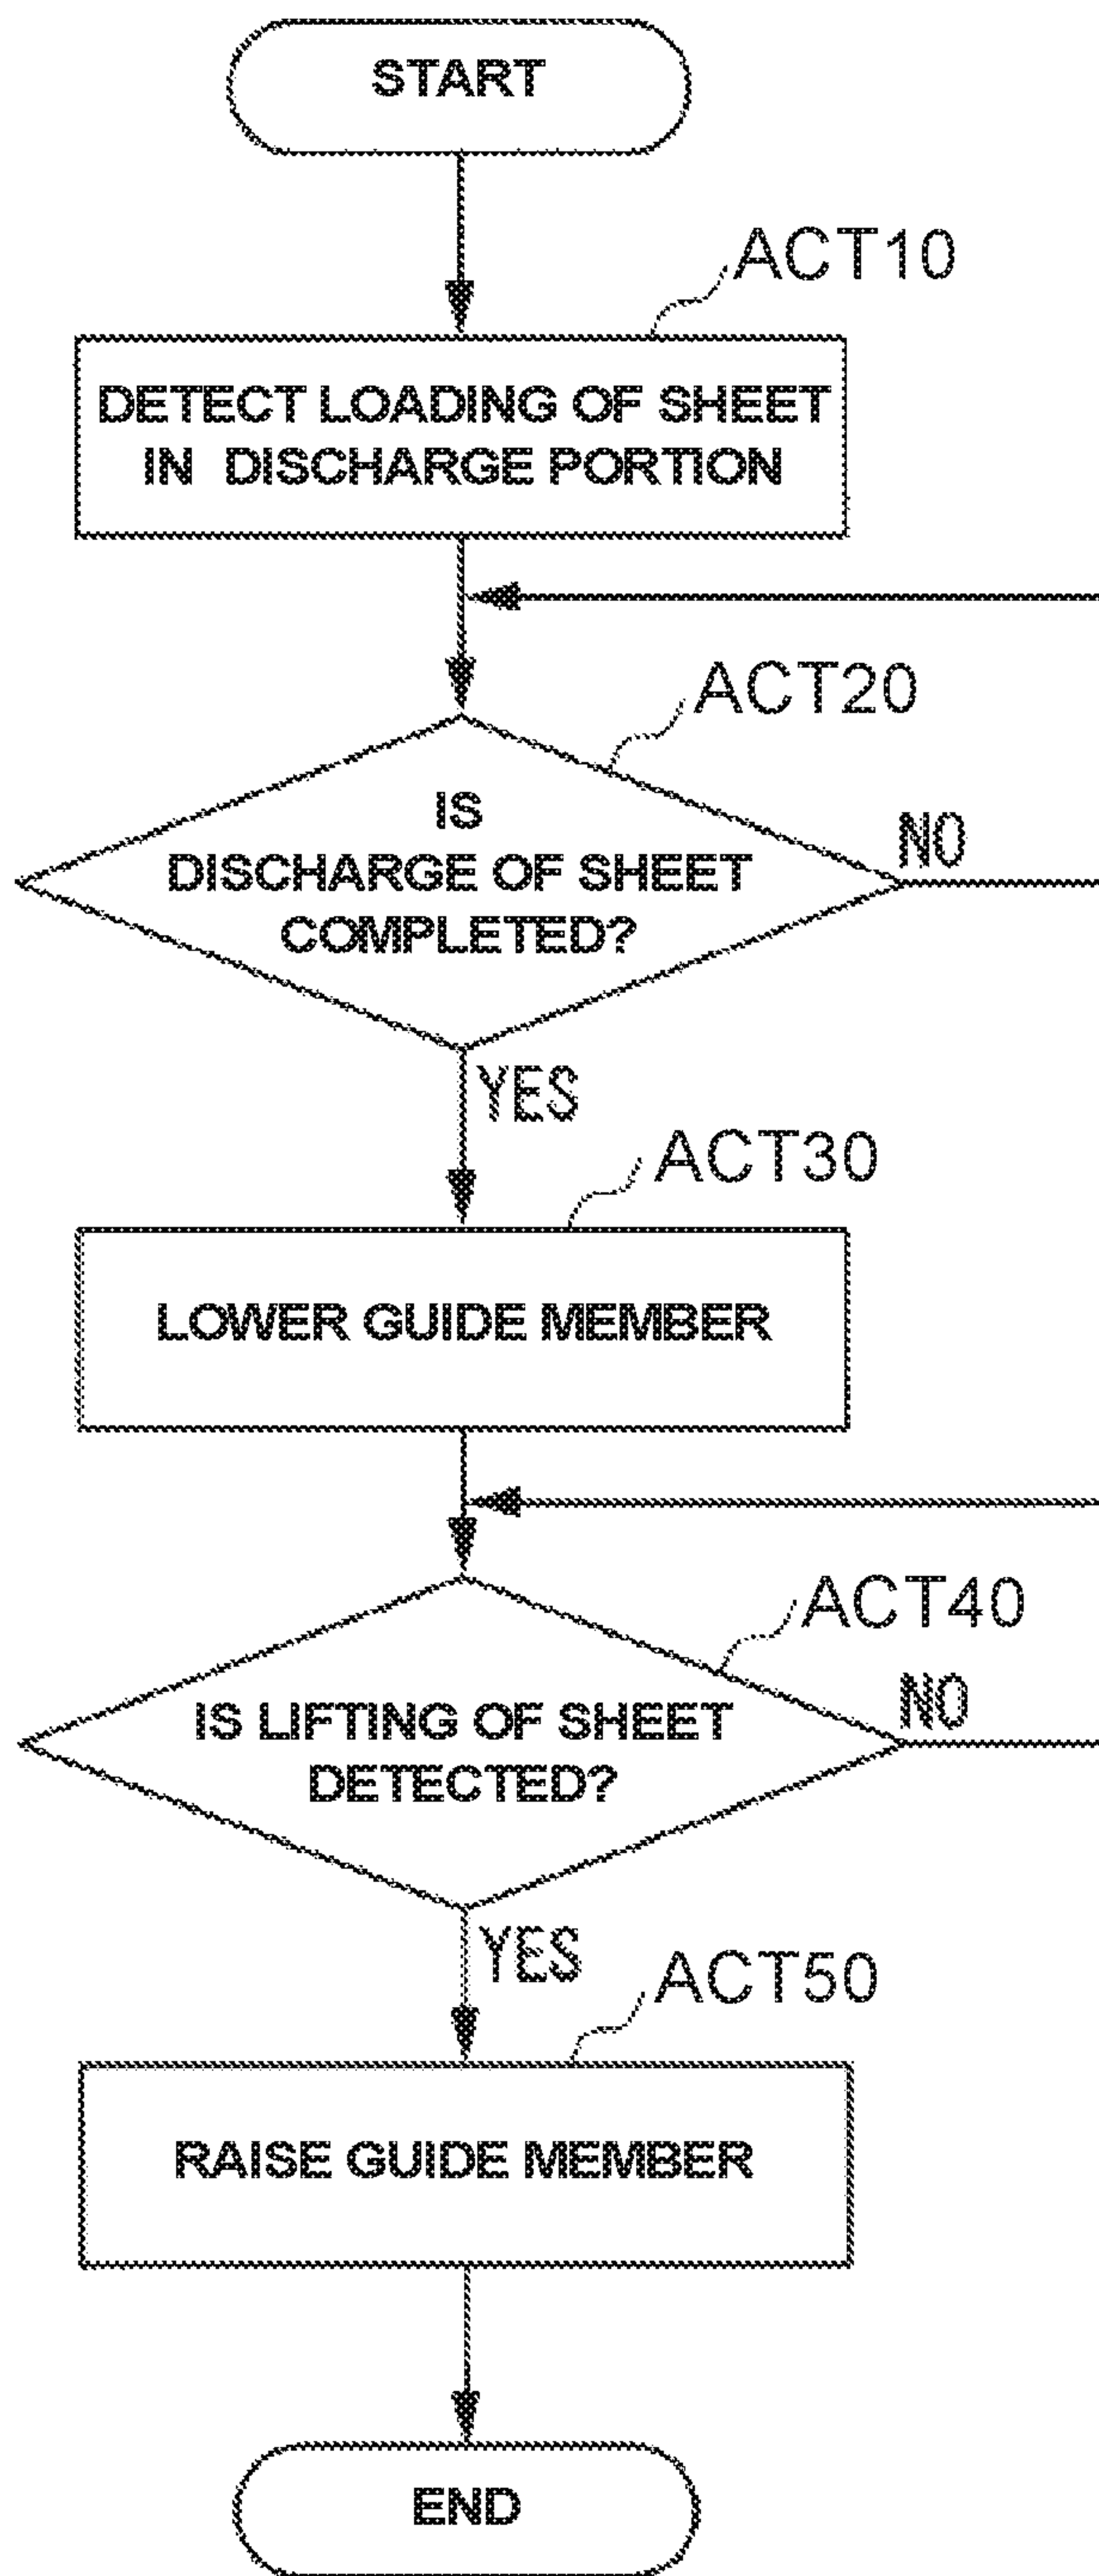 START
ACT10
DETECT LOADING OF SHEET
IN DISCHARGE PORTION
ACT20
IS
DISCHARGE OF SHEET
COMPLETED?
NO
YES
ACT30
LOWER GUIDE MEMBER
ACT40
IS LIFTING OF SHEET
DETECTED?
NO
YES
ACT50
RAISE GUIDE MEMBER
END